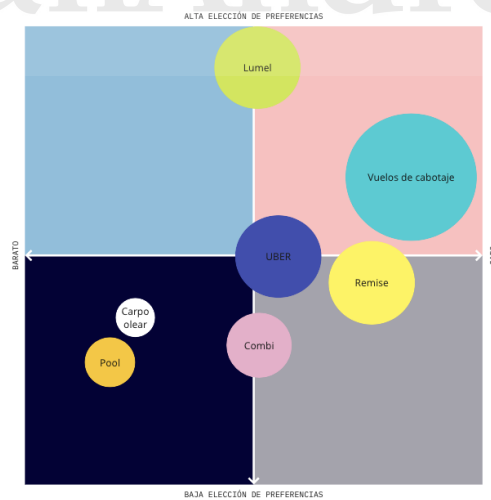 ALTA ELECCIÓN DE PREFERENCIAS
Lumel
Vuelos de cabotaje
BARATO
UBER
Remise
Carpo
olear
Combi
Pool
BAJA ELECCIÓN DE PREFERENCIAS